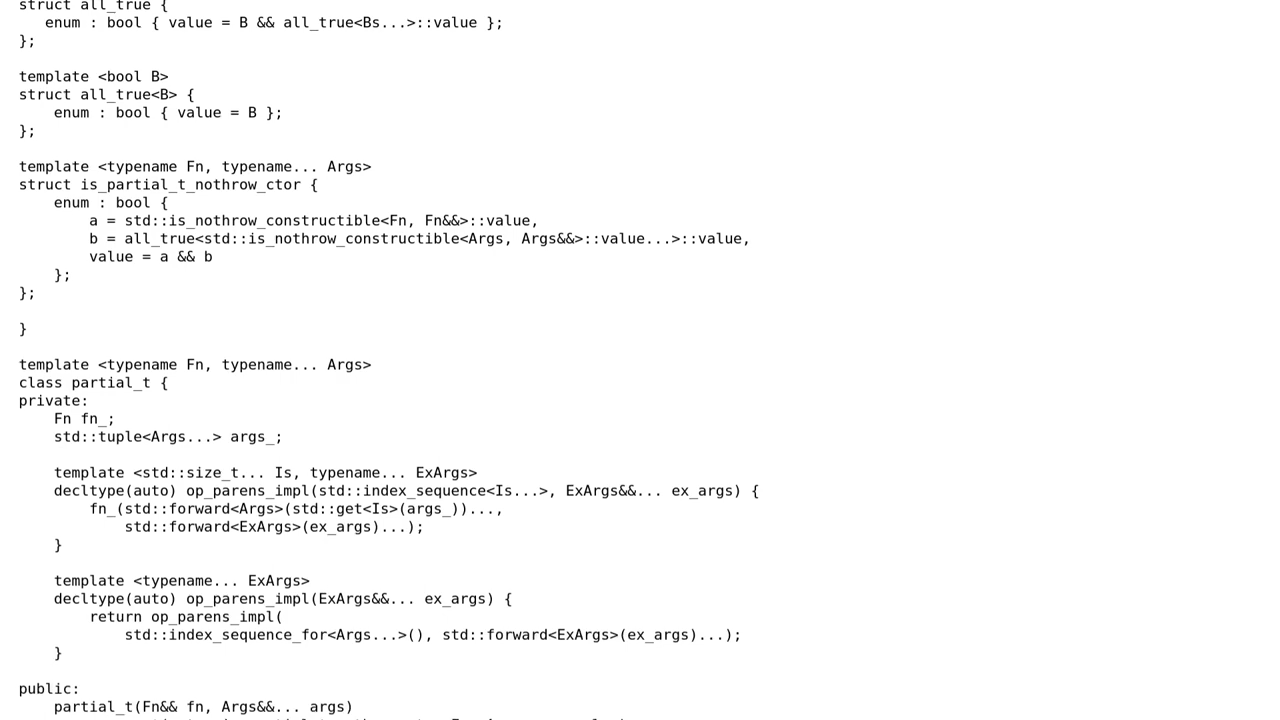 struct all_true {
   enum : bool { value = B && all_true<Bs...>::value };
};

template <bool B>
struct all_true<B> {
    enum : bool { value = B };
};

template <typename Fn, typename... Args>
struct is_partial_t_nothrow_ctor {
    enum : bool {
        a = std::is_nothrow_constructible<Fn, Fn&&>::value,
        b = all_true<std::is_nothrow_constructible<Args, Args&&>::value...>::value,
        value = a && b
    };
};

}

template <typename Fn, typename... Args>
class partial_t {
private:
    Fn fn_;
    std::tuple<Args...> args_;

    template <std::size_t... Is, typename... ExArgs>
    decltype(auto) op_parens_impl(std::index_sequence<Is...>, ExArgs&&... ex_args) {
        fn_(std::forward<Args>(std::get<Is>(args_))...,
            std::forward<ExArgs>(ex_args)...);
    }

    template <typename... ExArgs>
    decltype(auto) op_parens_impl(ExArgs&&... ex_args) {
        return op_parens_impl(
            std::index_sequence_for<Args...>(), std::forward<ExArgs>(ex_args)...);
    }

public:
    partial_t(Fn&& fn, Args&&... args)